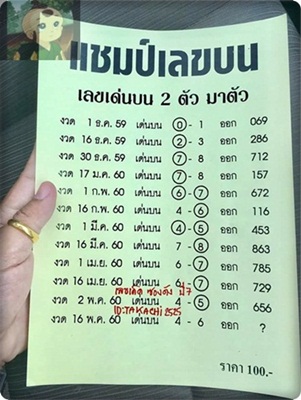 แชมป์เลขบน
เลขเด่นบน 2 ตัว มาตัว
งวด 1 ธ.ค. 59 เด่นบน 0 - 1 ออก 069
งวด 16 ธ.ค. 59 เด่นบน 2 - 3 ออก 286
งวด 30 ธ.ค. 59 เด่นบน 7 - 8 ออก 712
งวด 17 ม.ค. 60 เด่นบน 7 - 8 ออก 157
งวด 1 ก.พ. 60 เด่นบน 6 - 7 ออก 672
งวด 16 ก.พ. 60 เด่นบน 4 - 6 ออก 116
งวด 1 มี.ค. 60 เด่นบน 4 - 5 ออก 453
งวด 16 มี.ค. 60 เด่นบน 7 - 8 ออก 863
งวด 1 เม.ย. 60 เด่นบน 6 - 7 ออก 785
งวด 16 เม.ย. 60 เด่นบน 6 - 7 ออก 729
ปี 7
งวด 2 พ.ค. 60 เด่นบน 4 - 5 ออก 656
ID:TAKACHI2525
งวด 16 พ.ค. 60 เด่นบน 4 - 6 ออก ?
ราคา 100.-